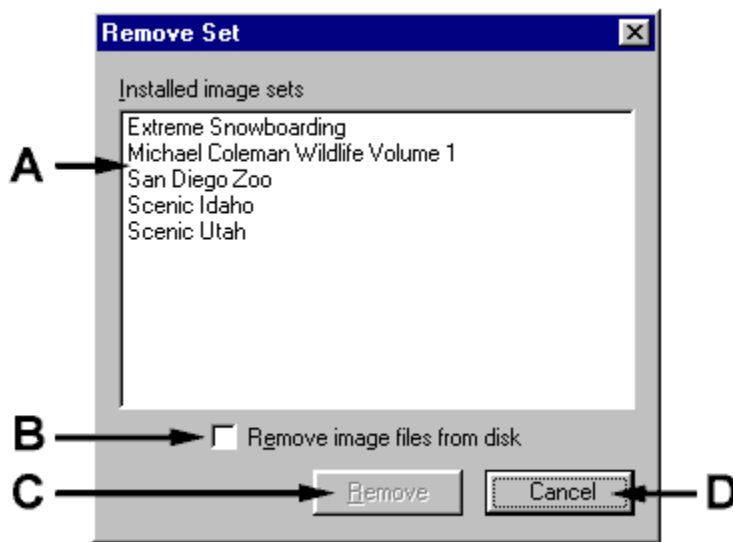 Remove Set
Installed image sets
Extreme Snowboarding
Michael Coleman Wildlife Volume 1
A
San Diego Zoo
Scenic Idaho
Scenic Utah
B Remove image files from disk
C Remove Cancel D